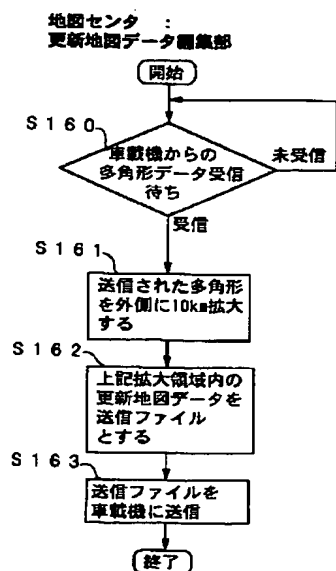 地図センタ :
更新地図データ編集部
開始
S160
車載機からの
多角形データ受信
待ち
未受信
受信
S161
送信された多角形
を外側に10km拡大
する
S162
上記拡大領域内の
更新地図データを
送信ファイル
とする
S163
送信ファイルを
車載機に送信
終了